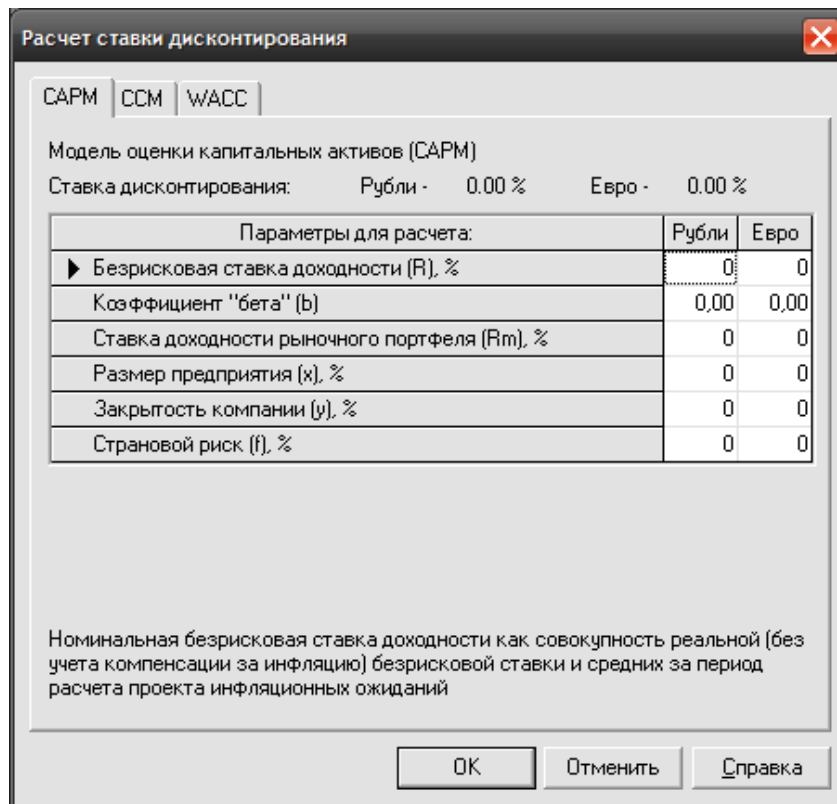 Расчет ставки дисконтирования
CAPM CCM WACC
Модель оценки капитальных активов (CAPM)
Ставка дисконтирования: Рубли - 0.00 % Евро - 0.00 %
Параметры для расчета: Рубли Евро
Безрисковая ставка доходности (R), % 0 0
Коэффициент "бета" (b) 0,00 0,00
Ставка доходности рыночного портфеля (Rm), % 0 0
Размер предприятия (x), % 0 0
Закрытость компании (y), % 0 0
Страновой риск (f), % 0 0
Номинальная безрисковая ставка доходности как совокупность реальной (без
учета компенсации за инфляцию) безрисковой ставки и средних за период
расчета проекта инфляционных ожиданий
OK Отменить Справка